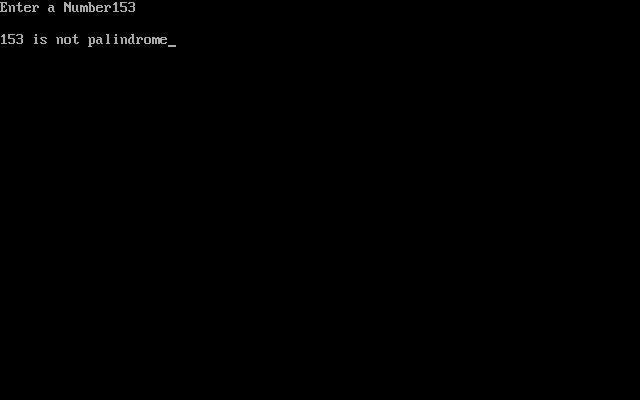 Enter a Number153
153 is not palindrome_